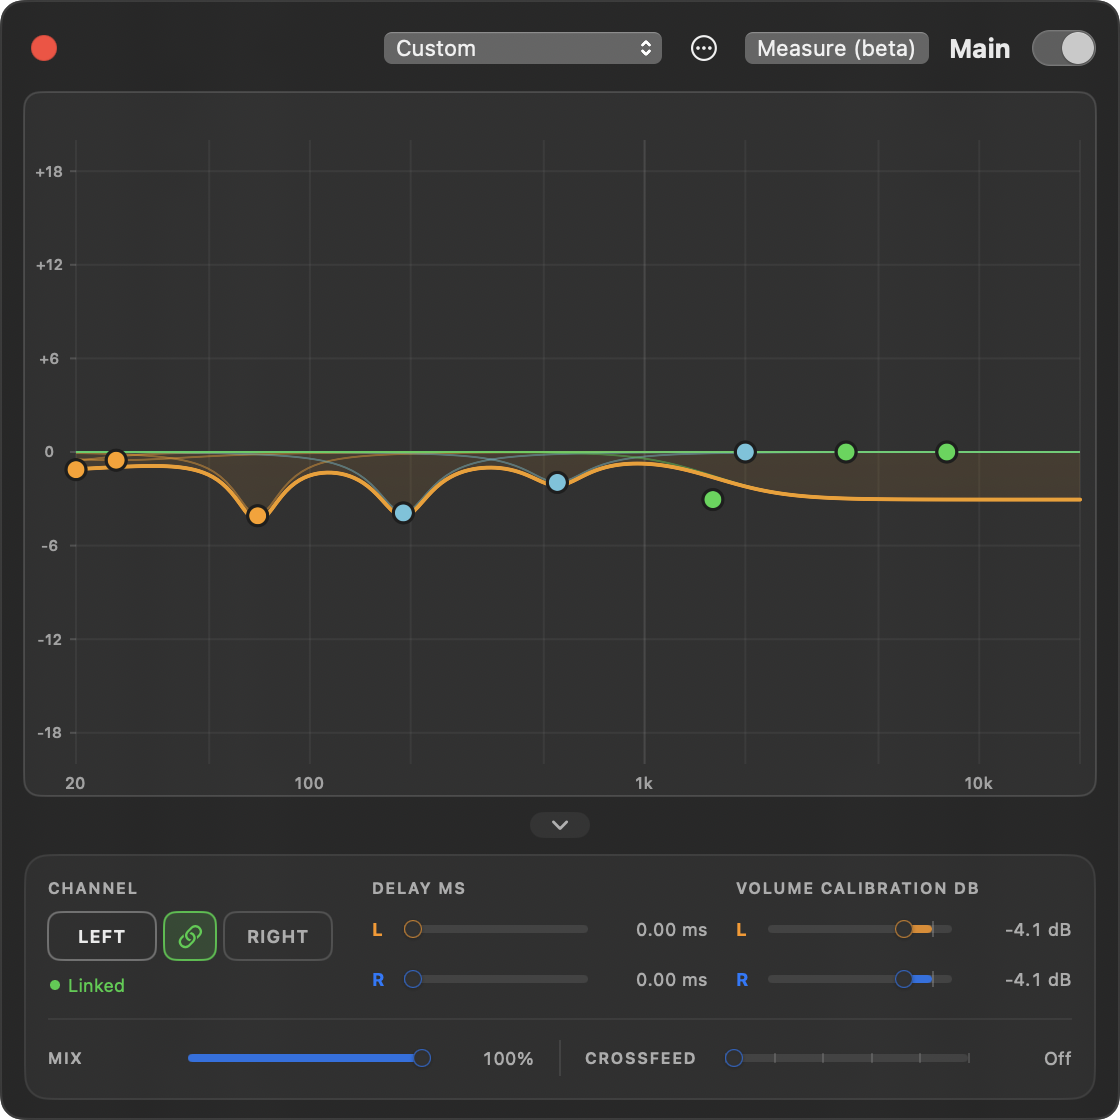 Custom
Measure (beta)
Main
+18
+12
+6
0
-6
-12
-18
20 100 1k 10k
CHANNEL
LEFT
RIGHT
Linked
DELAY MS
L 0.00 ms
R 0.00 ms
VOLUME CALIBRATION DB
L -4.1 dB
R -4.1 dB
MIX 100%
CROSSFEED Off